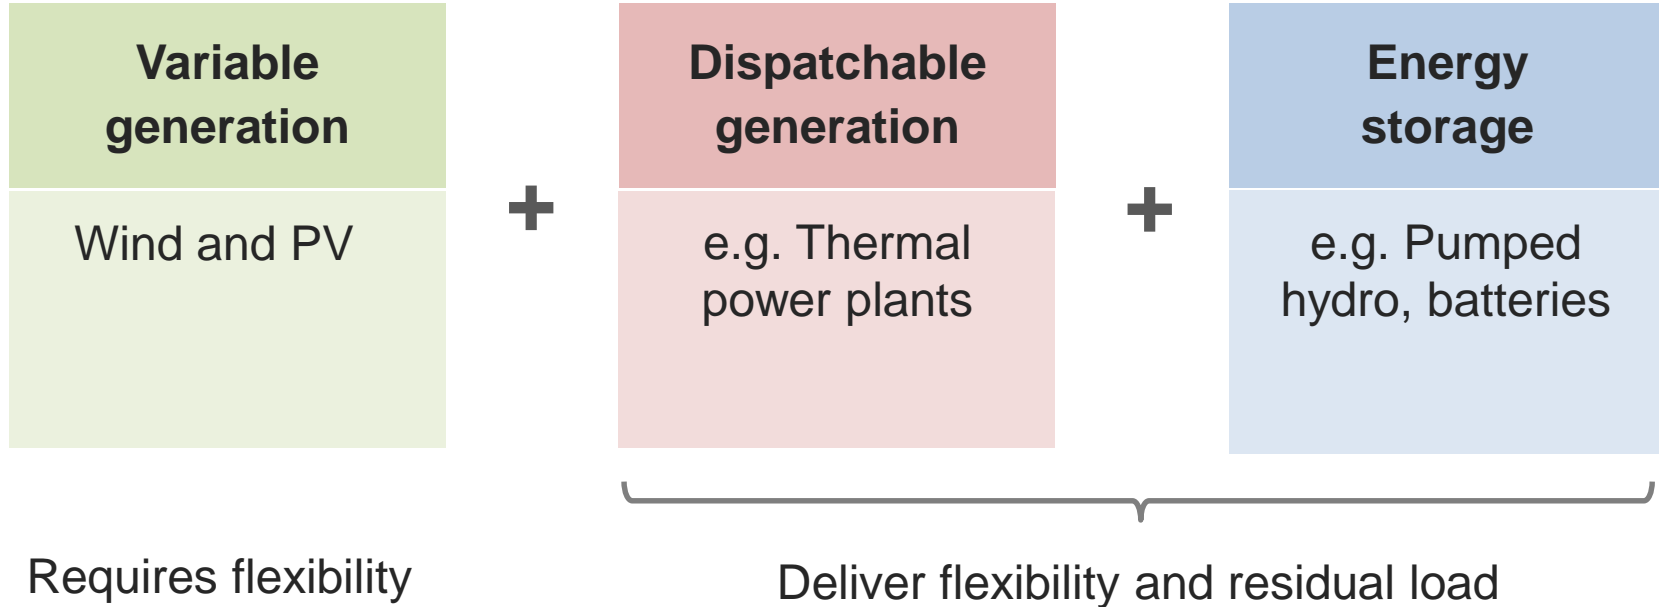 Variable
generation
Wind and PV
+
Dispatchable
generation
e.g. Thermal
power plants
+
Energy
storage
e.g. Pumped
hydro, batteries
Requires flexibility
Deliver flexibility and residual load